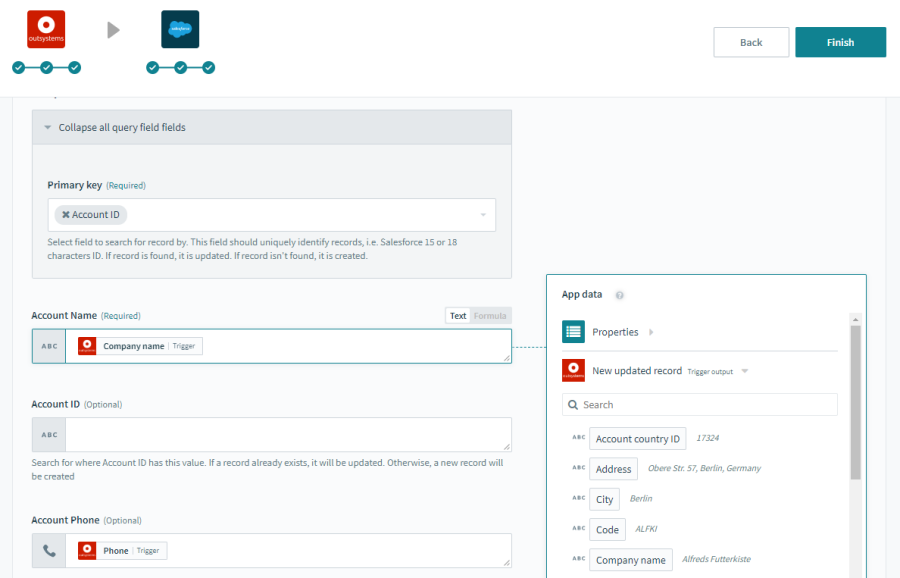 outsystems
salesforce
Back
Finish
Collapse all query field fields
Primary key (Required)
✖ Account ID
Select field to search for record by. This field should uniquely identify records, i.e. Salesforce 15 or 18
characters ID. If record is found, it is updated. If record isn't found, it is created.
Account Name (Required)
Text Formula
ABC
Company name | Trigger
Account ID (Optional)
ABC
Search for where Account ID has this value. If a record already exists, it will be updated. Otherwise, a new record will
be created
Account Phone (Optional)
Phone | Trigger
App data ?
Properties
outsystems
New updated record Trigger output
Search
ABC Account country ID 17324
ABC Address Obere Str. 57, Berlin, Germany
ABC City Berlin
ABC Code ALFKI
ABC Company name Alfreds Futterkiste